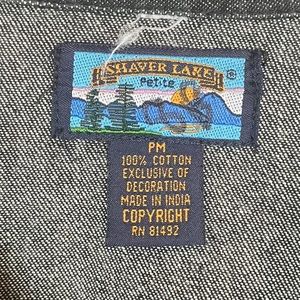 SHAVER LAKE ®
Petite
PM
100% COTTON
EXCLUSIVE OF
DECORATION
MADE IN INDIA
COPYRIGHT
RN 81492